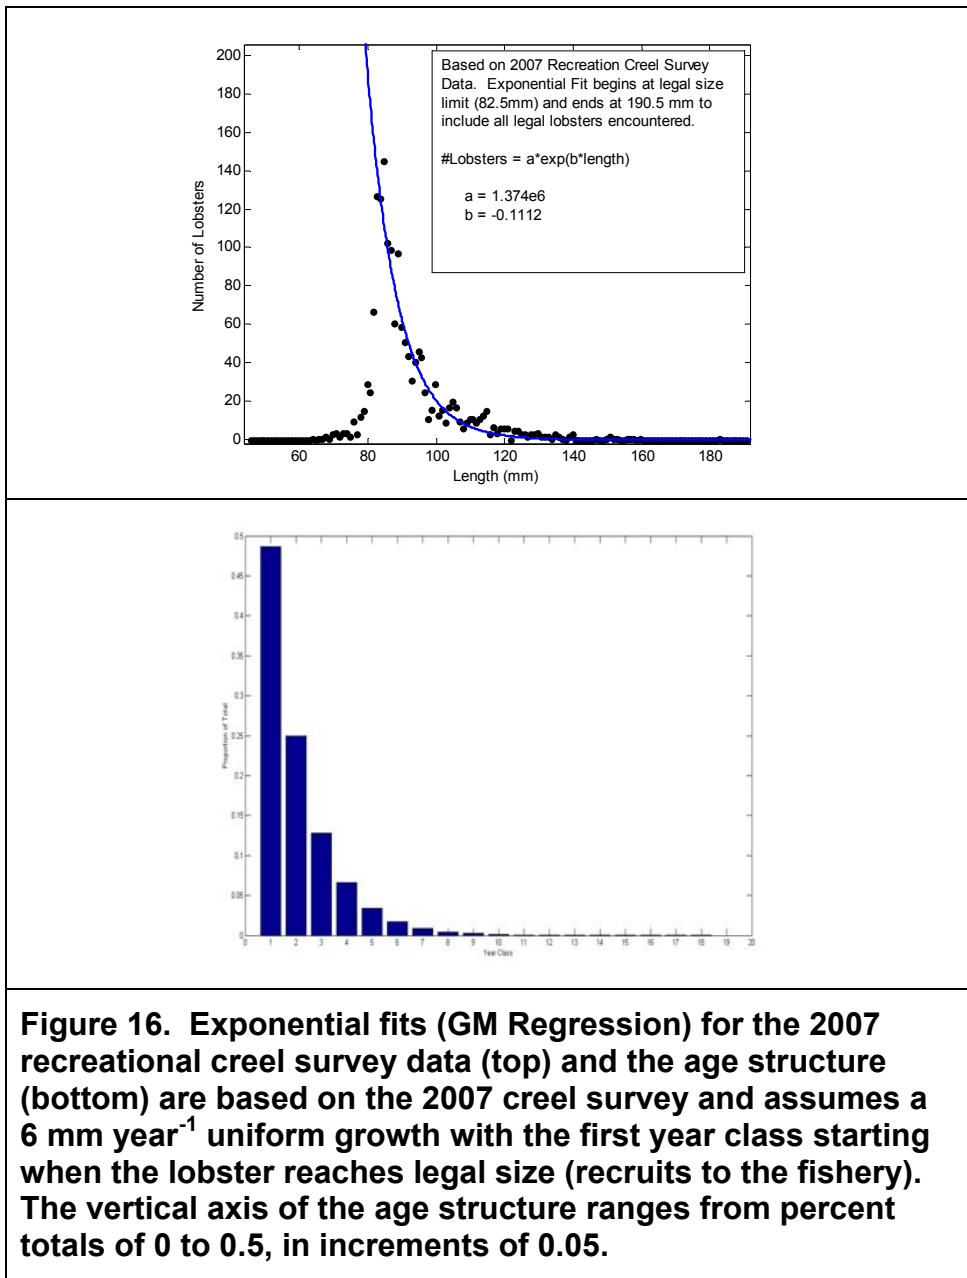 200
180
160
140
120
100
80
60
40
20
0
Number of Lobsters
Based on 2007 Recreation Creel Survey
Data. Exponential Fit begins at legal size
limit (82.5mm) and ends at 190.5 mm to
include all legal lobsters encountered.
#Lobsters = a*exp(b*length)
a = 1.374e6
b = -0.1112
60 80 100 120 140 160 180
Length (mm)
0.5
0.45
0.4
0.35
0.3
0.25
0.2
0.15
0.1
0.05
0
Proportion of Total
0 1 2 3 4 5 6 7 8 9 10 11 12 13 14 15 16 17 18 19 20
Year Class
Figure 16. Exponential fits (GM Regression) for the 2007
recreational creel survey data (top) and the age structure
(bottom) are based on the 2007 creel survey and assumes a
6 mm year⁻¹ uniform growth with the first year class starting
when the lobster reaches legal size (recruits to the fishery).
The vertical axis of the age structure ranges from percent
totals of 0 to 0.5, in increments of 0.05.